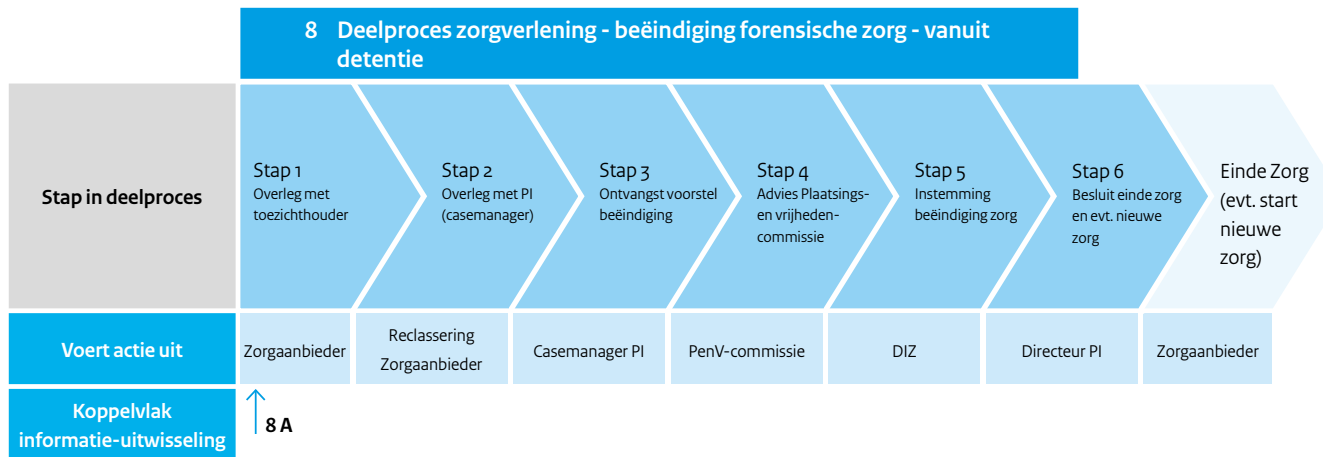 8 Deelproces zorgverlening - beëindiging forensische zorg - vanuit
detentie
Stap in deelproces
Stap 1
Overleg met
toezichthouder
Stap 2
Overleg met PI
(casemanager)
Stap 3
Ontvangst voorstel
beëindiging
Stap 4
Advies Plaatsings-
en vrijheden-
commissie
Stap 5
Instemming
beëindiging zorg
Stap 6
Besluit einde zorg
en evt. nieuwe
zorg
Einde Zorg
(evt. start
nieuwe
zorg)
Voert actie uit
Zorgaanbieder
Reclassering
Zorgaanbieder
Casemanager PI
PenV-commissie
DIZ
Directeur PI
Zorgaanbieder
Koppelvlak
informatie-uitwisseling
8 A